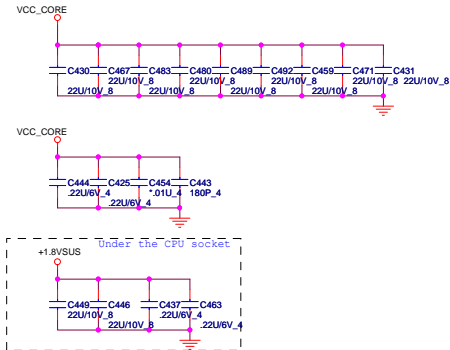 VCC_CORE
C430 C467 C483 C480 C489 C492 C459 C471 C431
22U/10V_8 22U/10V_8 22U/10V_8 22U/10V_8 22U/10V_8
22U/10V_8 22U/10V_8 22U/10V_8 22U/10V_8
VCC_CORE
C444 C425 C454 C443
.22U/6V_4 *.01U_4 180P_4
.22U/6V_4
Under the CPU socket
+1.8VSUS
C449 C446 C437 C463
22U/10V_8 .22U/6V_4
22U/10V_8 .22U/6V_4